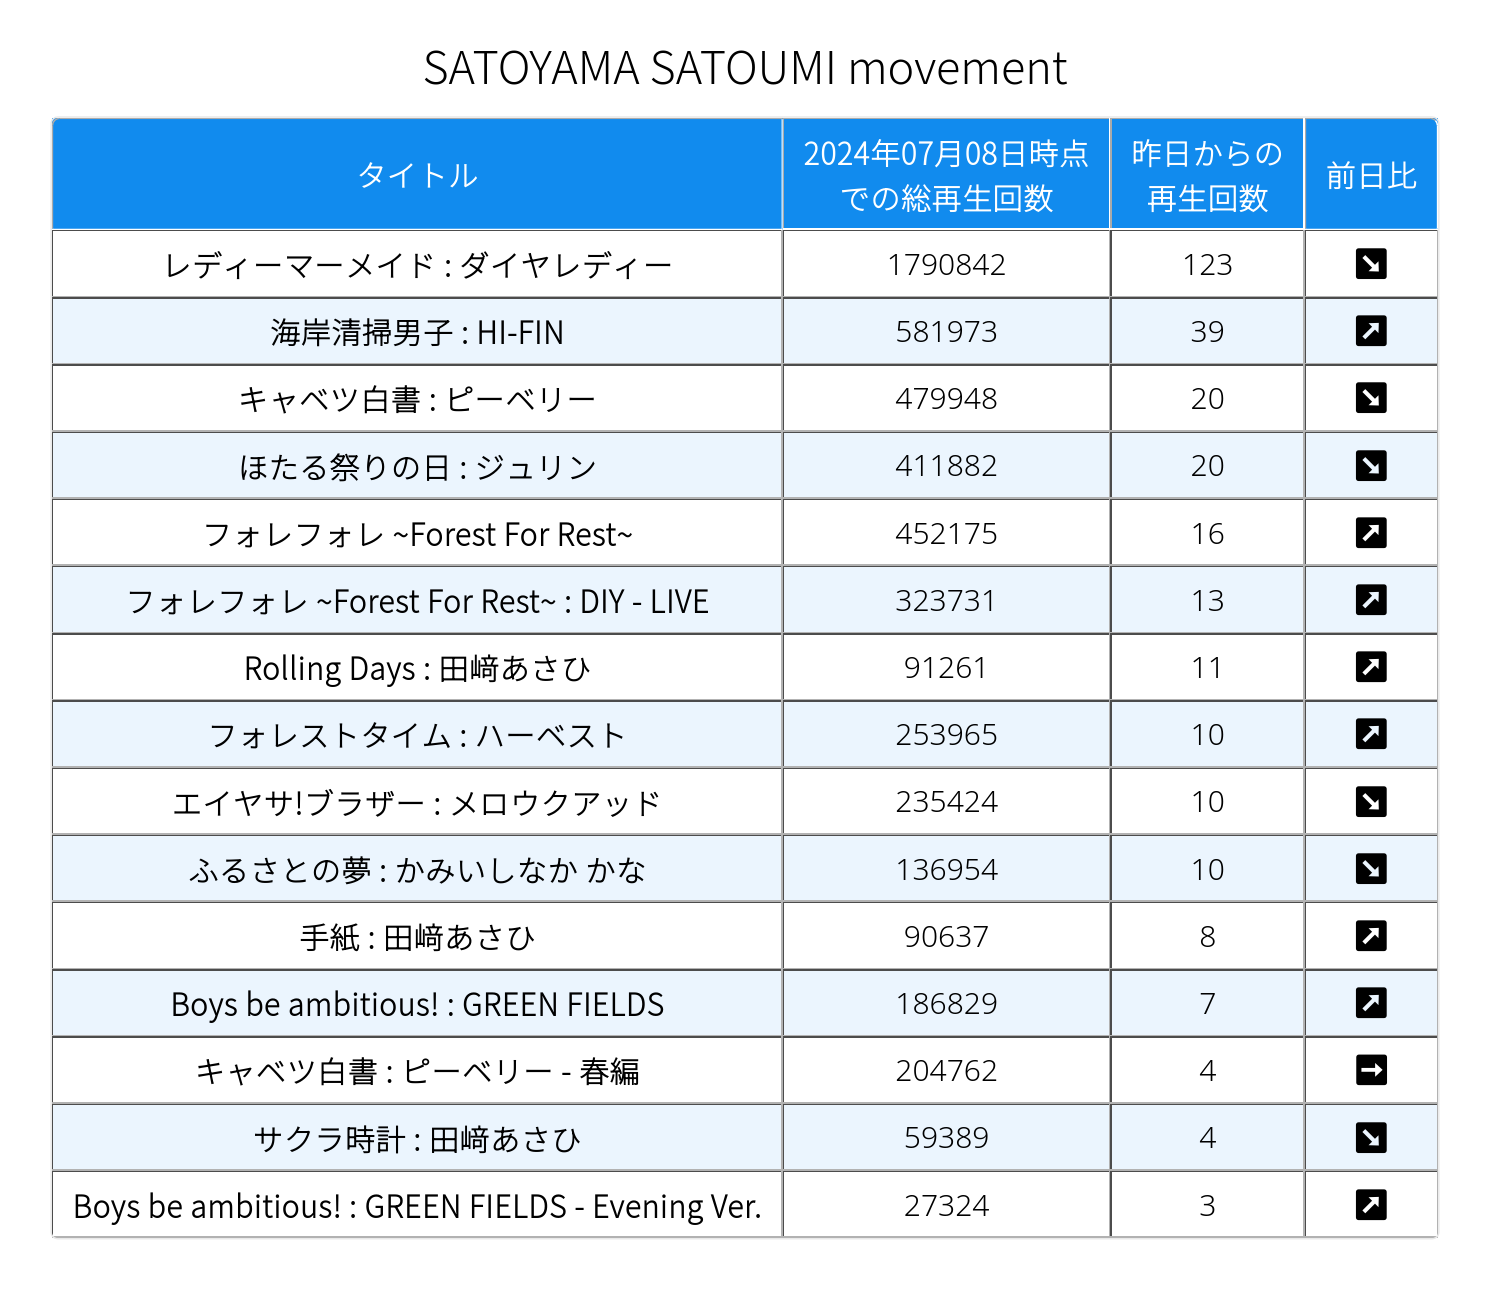 SATOYAMA SATOUMI movement
タイトル 2024年07月08日時点での総再生回数 昨日からの再生回数 前日比
レディーマーメイド : ダイヤレディー 1790842 123 ↘
海岸清掃男子 : HI-FIN 581973 39 ↗
キャベツ白書 : ピーベリー 479948 20 ↘
ほたる祭りの日 : ジュリン 411882 20 ↘
フォレフォレ ~Forest For Rest~ 452175 16 ↗
フォレフォレ ~Forest For Rest~ : DIY - LIVE 323731 13 ↗
Rolling Days : 田﨑あさひ 91261 11 ↗
フォレストタイム : ハーベスト 253965 10 ↗
エイヤサ!ブラザー : メロウクアッド 235424 10 ↘
ふるさとの夢 : かみいしなか かな 136954 10 ↘
手紙 : 田﨑あさひ 90637 8 ↗
Boys be ambitious! : GREEN FIELDS 186829 7 ↗
キャベツ白書 : ピーベリー - 春編 204762 4 →
サクラ時計 : 田﨑あさひ 59389 4 ↘
Boys be ambitious! : GREEN FIELDS - Evening Ver. 27324 3 ↗